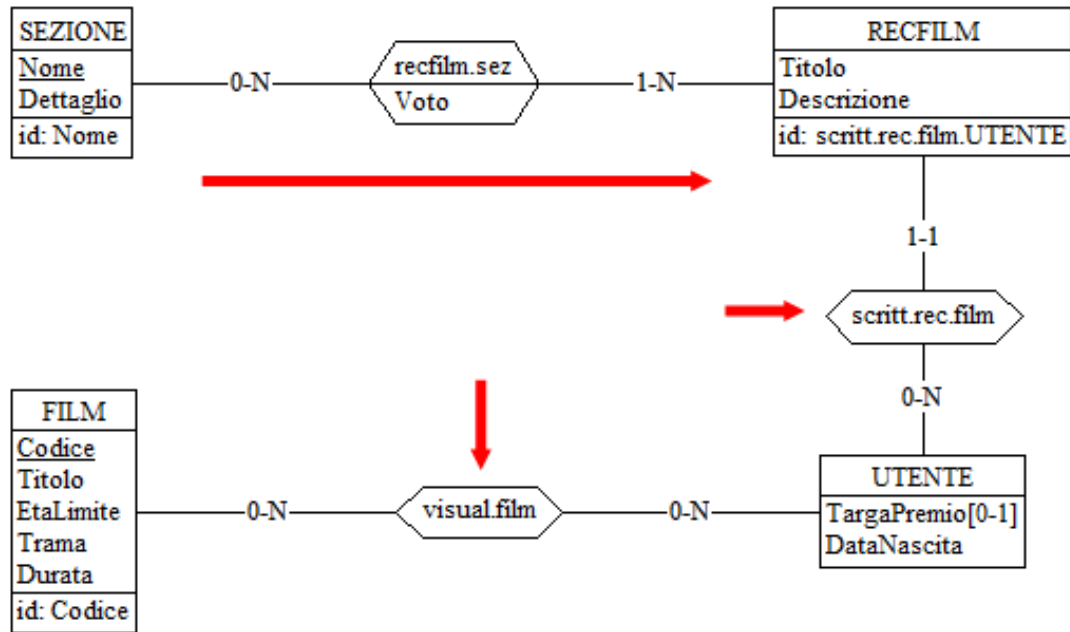 SEZIONE
Nome
Dettaglio
id: Nome
0-N
recfilm.sez
Voto
1-N
RECFILM
Titolo
Descrizione
id: scritt.rec.film.UTENTE
1-1
scritt.rec.film
0-N
FILM
Codice
Titolo
EtaLimite
Trama
Durata
id: Codice
0-N
visual.film
0-N
UTENTE
TargaPremio[0-1]
DataNascita